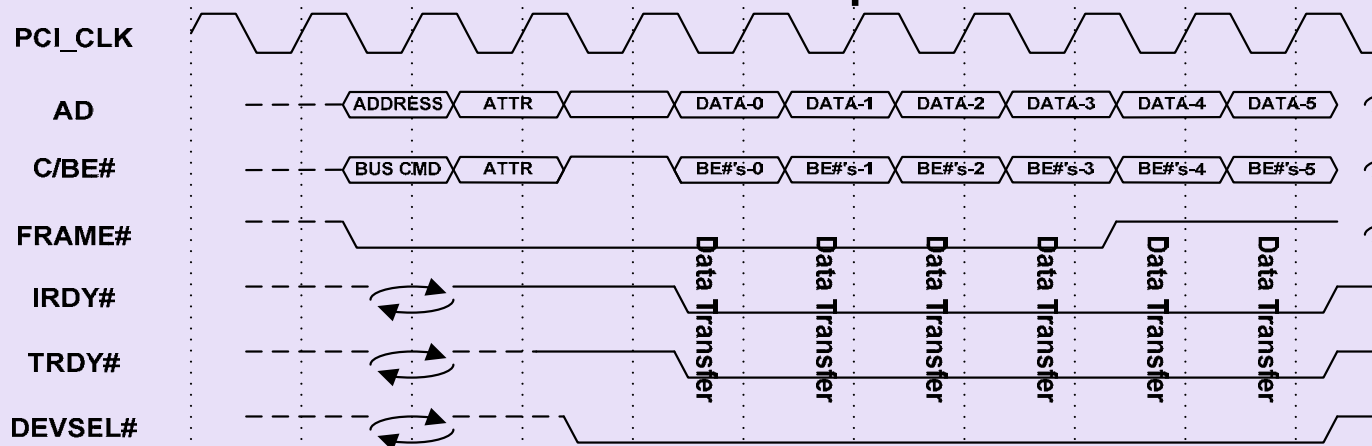 PCI_CLK
AD
ADDRESS ATTR DATA-0 DATA-1 DATA-2 DATA-3 DATA-4 DATA-5
C/BE#
BUS CMD ATTR BE#'s-0 BE#'s-1 BE#'s-2 BE#'s-3 BE#'s-4 BE#'s-5
FRAME#
IRDY#
TRDY#
DEVSEL#
Data Transfer
Data Transfer
Data Transfer
Data Transfer
Data Transfer
Data Transfer